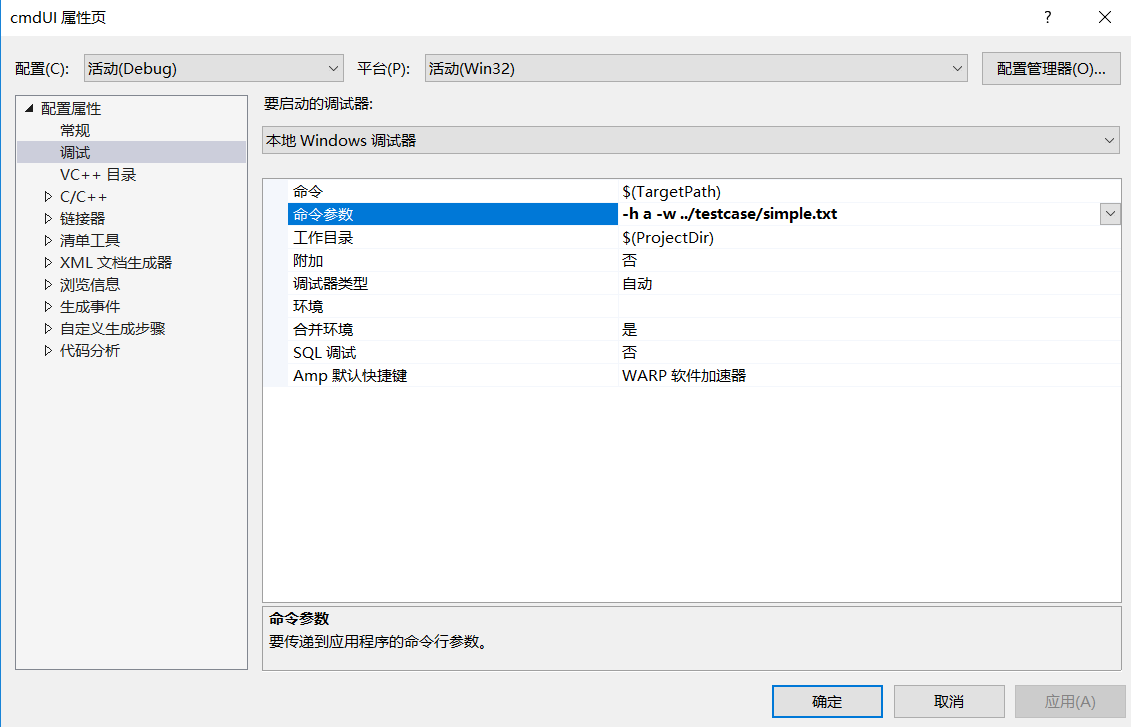 cmdUI 属性页
配置(C): 活动(Debug) 平台(P): 活动(Win32) 配置管理器(O)...
配置属性
常规
调试
VC++ 目录
C/C++
链接器
清单工具
XML 文档生成器
浏览信息
生成事件
自定义生成步骤
代码分析
要启动的调试器:
本地 Windows 调试器
命令 $(TargetPath)
命令参数 -h a -w ../testcase/simple.txt
工作目录 $(ProjectDir)
附加 否
调试器类型 自动
环境
合并环境 是
SQL 调试 否
Amp 默认快捷键 WARP 软件加速器
命令参数
要传递到应用程序的命令行参数。
确定 取消 应用(A)